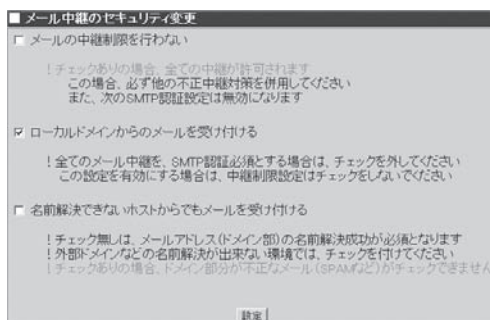 ■ メール中継のセキュリティ変更
メールの中継制限を行わない
！チェックありの場合、全ての中継が許可されます
この場合、必ず他の不正中継対策を併用してください
また、次のSMTP認証設定は無効になります
ローカルドメインからのメールを受け付ける
！全てのメール中継を、SMTP認証必須とする場合は、チェックを外してください
この設定を有効にする場合は、中継制限設定はチェックをしないでください
名前解決できないホストからでもメールを受け付ける
！チェック無しは、メールアドレス（ドメイン部）の名前解決成功が必須となります
！外部ドメインなどの名前解決が出来ない環境では、チェックを付けてください
！チェックありの場合、ドメイン部分が不正なメール（SPAMなど）がチェックできません
設定